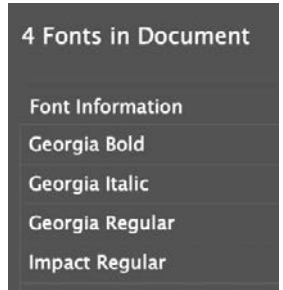 4 Fonts in Document
Font Information
Georgia Bold
Georgia Italic
Georgia Regular
Impact Regular